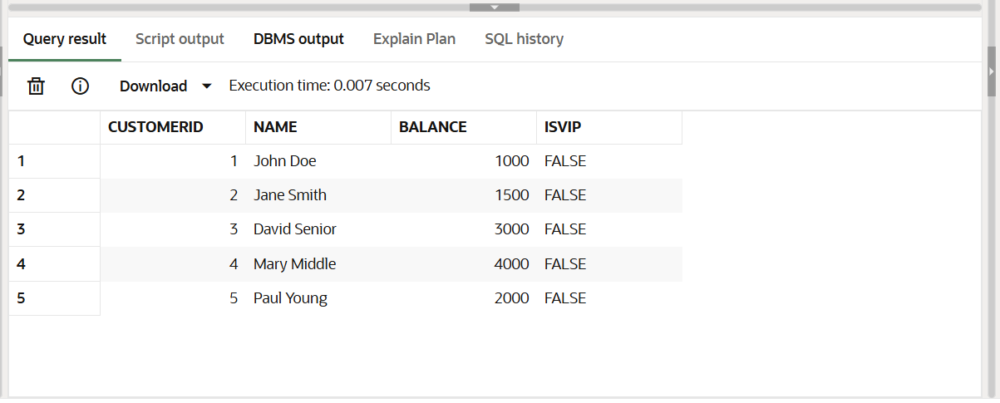 Query result Script output DBMS output Explain Plan SQL history
Download Execution time: 0.007 seconds
CUSTOMERID NAME BALANCE ISVIP
1 1 John Doe 1000 FALSE
2 2 Jane Smith 1500 FALSE
3 3 David Senior 3000 FALSE
4 4 Mary Middle 4000 FALSE
5 5 Paul Young 2000 FALSE